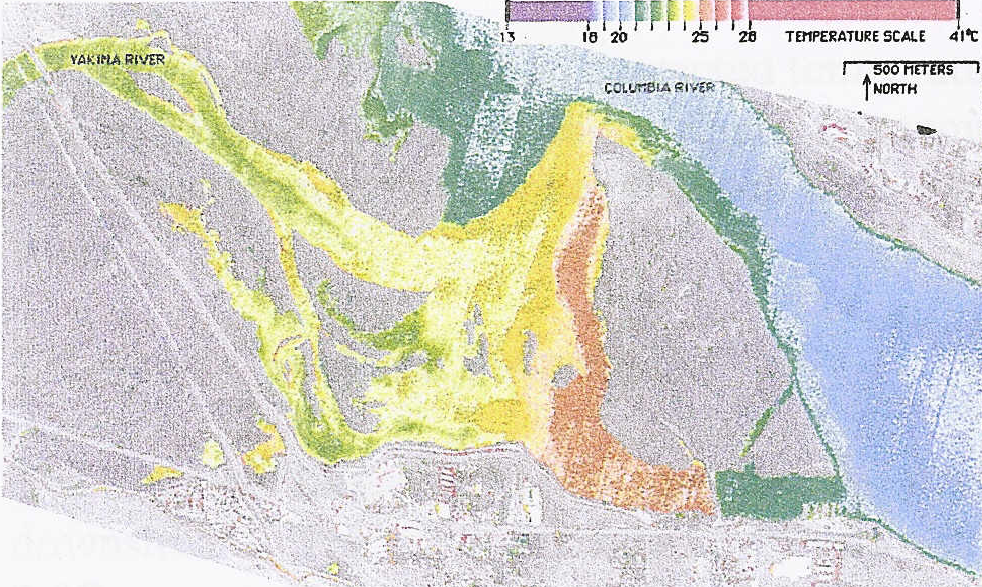 13 18 20 25 28 41°C
TEMPERATURE SCALE
500 METERS
NORTH
YAKIMA RIVER
COLUMBIA RIVER